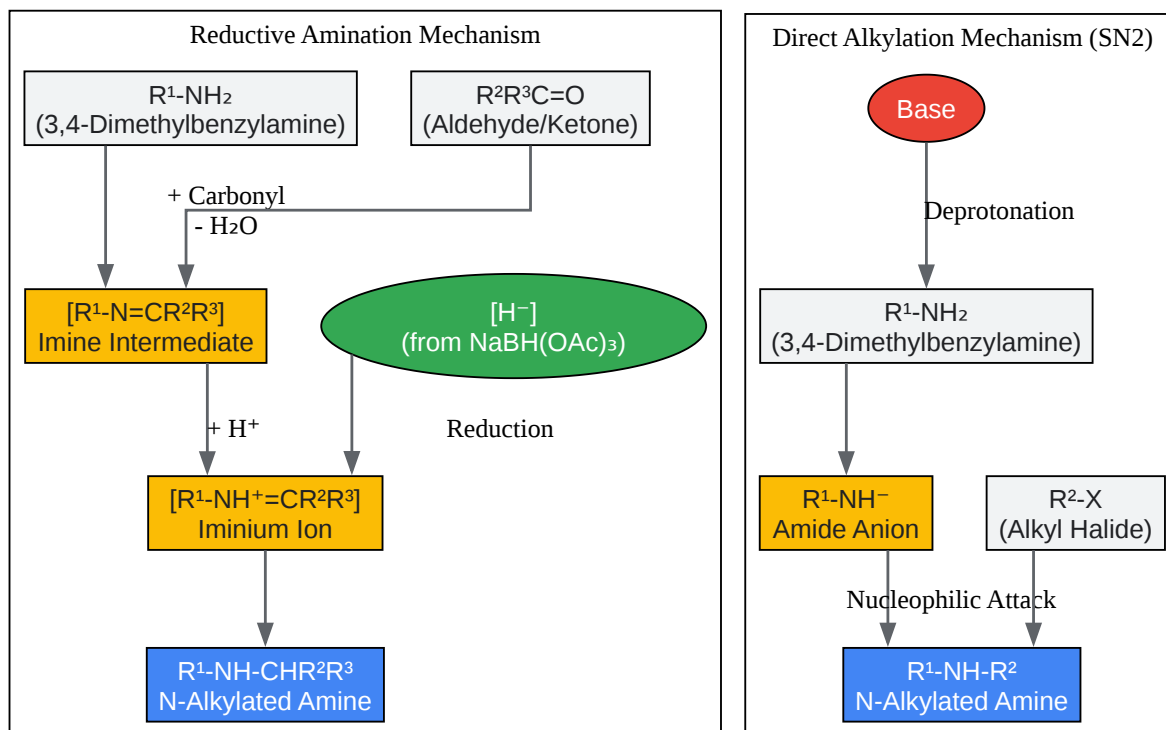 Reductive Amination Mechanism
R¹-NH₂
(3,4-Dimethylbenzylamine)
R²R³C=O
(Aldehyde/Ketone)
+ Carbonyl
- H₂O
[R¹-N=CR²R³]
Imine Intermediate
[H⁻]
(from NaBH(OAc)₃)
+ H⁺
Reduction
[R¹-NH⁺=CR²R³]
Iminium Ion
R¹-NH-CHR²R³
N-Alkylated Amine
Direct Alkylation Mechanism (SN2)
Base
Deprotonation
R¹-NH₂
(3,4-Dimethylbenzylamine)
R¹-NH⁻
Amide Anion
R²-X
(Alkyl Halide)
Nucleophilic Attack
R¹-NH-R²
N-Alkylated Amine